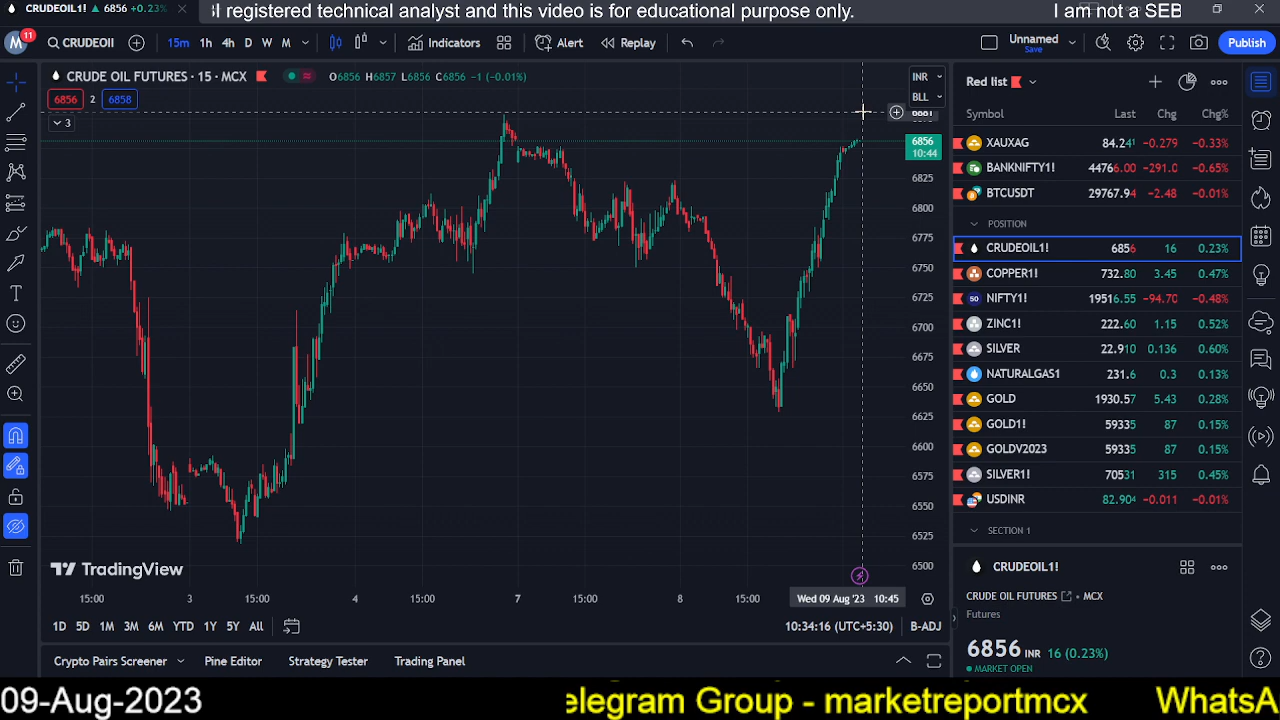 CRUDEOIL1! 6856 +0.23%
I registered technical analyst and this video is for educational purpose only. I am not a SEB
M 11 CRUDEOII 15m 1h 4h D W M Indicators Alert Replay Unnamed Save Publish
CRUDE OIL FUTURES · 15 · MCX O6856 H6857 L6856 C6856 −1 (−0.01%)
6856 2 6858
3
INR
BLL
6881
6856
10:44
6825
6800
6775
6750
6725
6700
6675
6650
6625
6600
6575
6550
6525
6500
TradingView
15:00 3 15:00 4 15:00 7 15:00 8 15:00 Wed 09 Aug '23 10:45
1D 5D 1M 3M 6M YTD 1Y 5Y All 10:34:16 (UTC+5:30) B-ADJ
Crypto Pairs Screener Pine Editor Strategy Tester Trading Panel
Red list
Symbol Last Chg Chg%
XAUXAG 84.241 −0.279 −0.33%
BANKNIFTY1! 44766.00 −291.0 −0.65%
BTCUSDT 29767.94 −2.48 −0.01%
POSITION
CRUDEOIL1! 6856 16 0.23%
COPPER1! 732.80 3.45 0.47%
NIFTY1! 19516.55 −94.70 −0.48%
ZINC1! 222.60 1.15 0.52%
SILVER 22.910 0.136 0.60%
NATURALGAS1 231.6 0.3 0.13%
GOLD 1930.57 5.43 0.28%
GOLD1! 59335 87 0.15%
GOLDV2023 59335 87 0.15%
SILVER1! 70531 315 0.45%
USDINR 82.904 −0.011 −0.01%
SECTION 1
CRUDEOIL1!
CRUDE OIL FUTURES • MCX
Futures
6856 INR 16 (0.23%)
MARKET OPEN
09-Aug-2023 elegram Group - marketreportmcx WhatsA